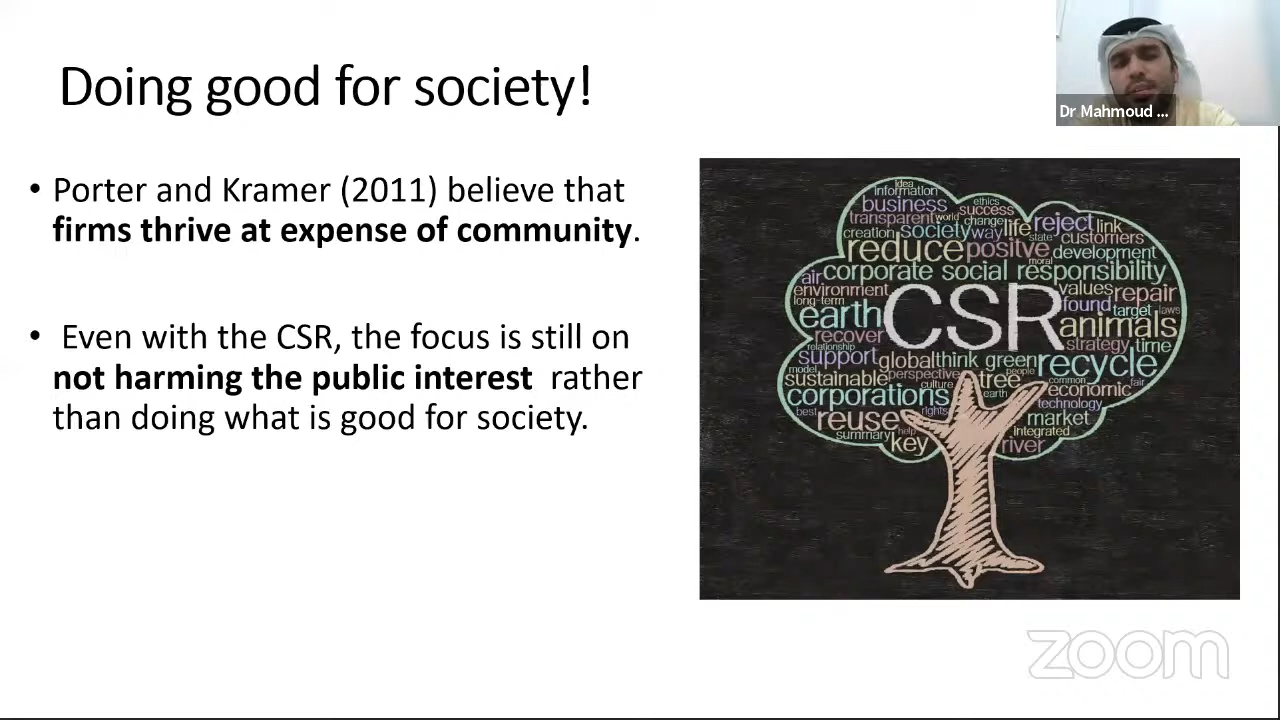 Doing good for society!
Dr Mahmoud ...
• Porter and Kramer (2011) believe that
firms thrive at expense of community.
• Even with the CSR, the focus is still on
not harming the public interest rather
than doing what is good for society.
idea
information
business ethics
transparent world success
creation society way change life state reject link
customers
reduce positive moral development
air corporate social responsibility
environment values repair
long-term found target laws
earth CSR animals
recover strategy time
relationship
support global think green recycle
model perspective people common
sustainable culture tree economic fair
corporations earth technology
best reuse rights market
summary help integrated
key river
zoom